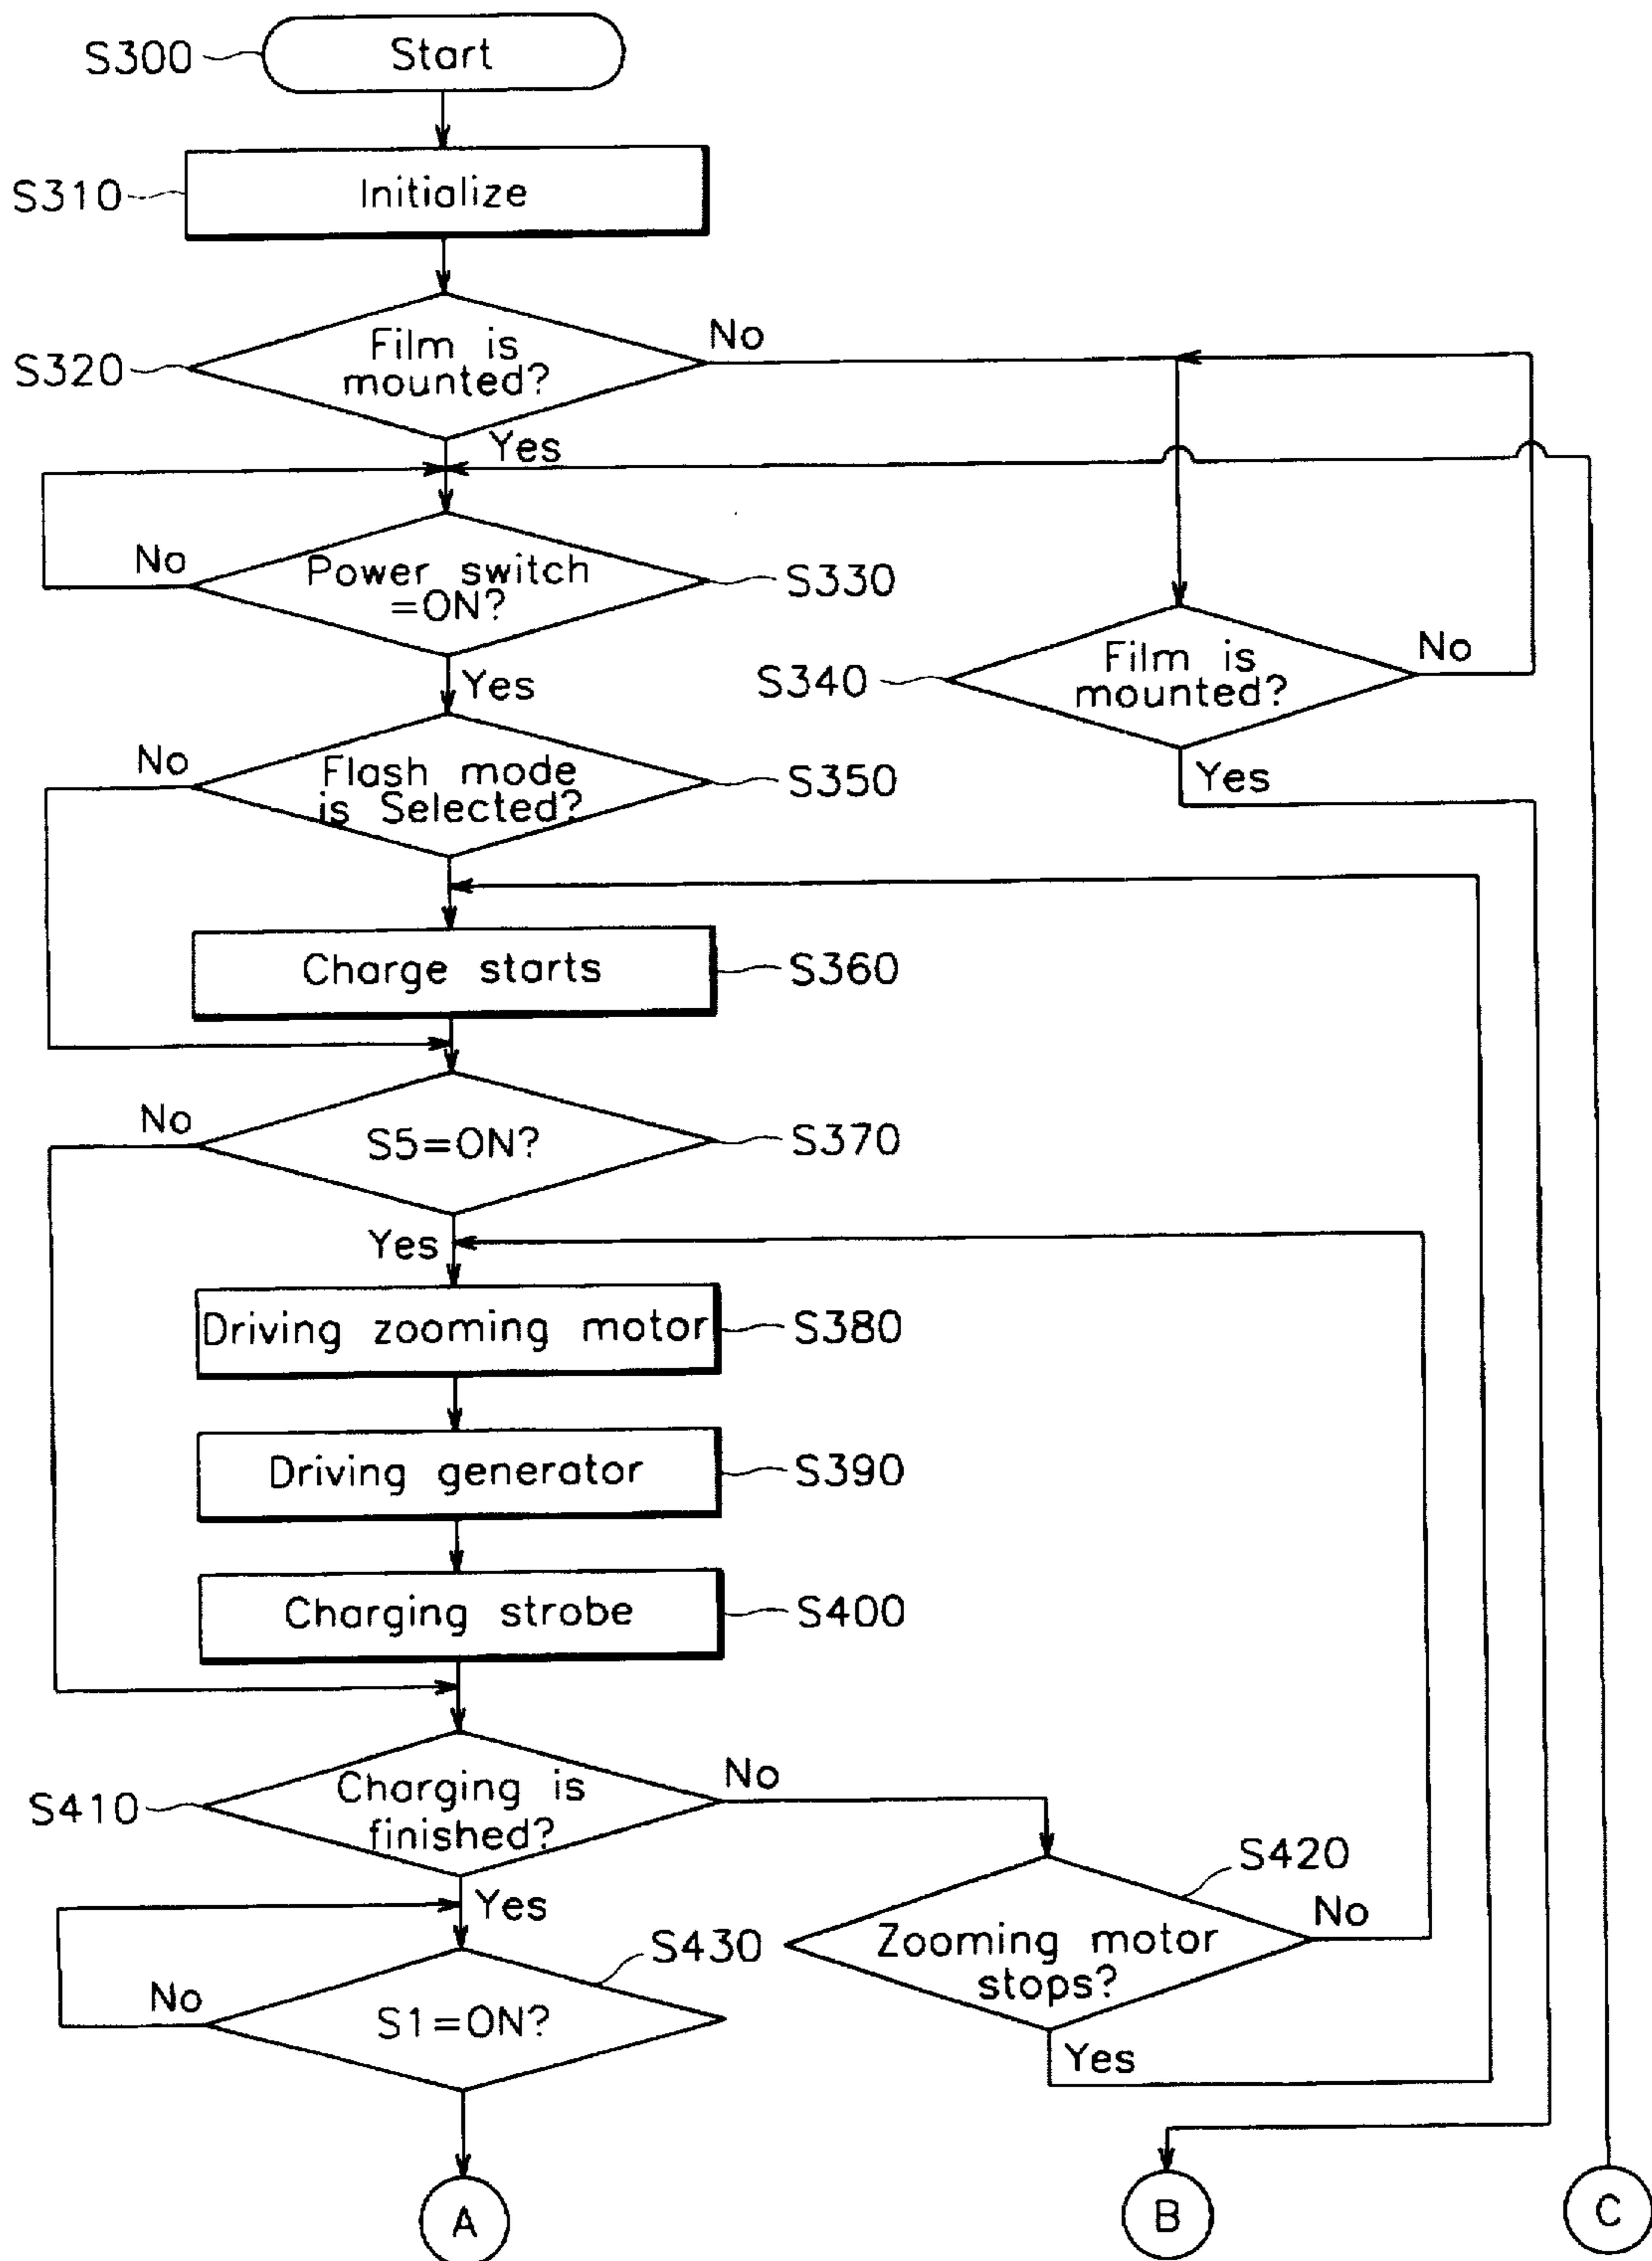 S300
Start
S310
Initialize
S320
Film is
mounted?
No
Yes
No
Power switch
=ON?
S330
Yes
S340
Film is
mounted?
No
Yes
No
Flash mode
is Selected?
S350
Charge starts
S360
No
S5=ON?
S370
Yes
Driving zooming motor
S380
Driving generator
S390
Charging strobe
S400
S410
Charging is
finished?
No
Yes
S420
Zooming motor
stops?
No
Yes
S430
No
S1=ON?
A
B
C